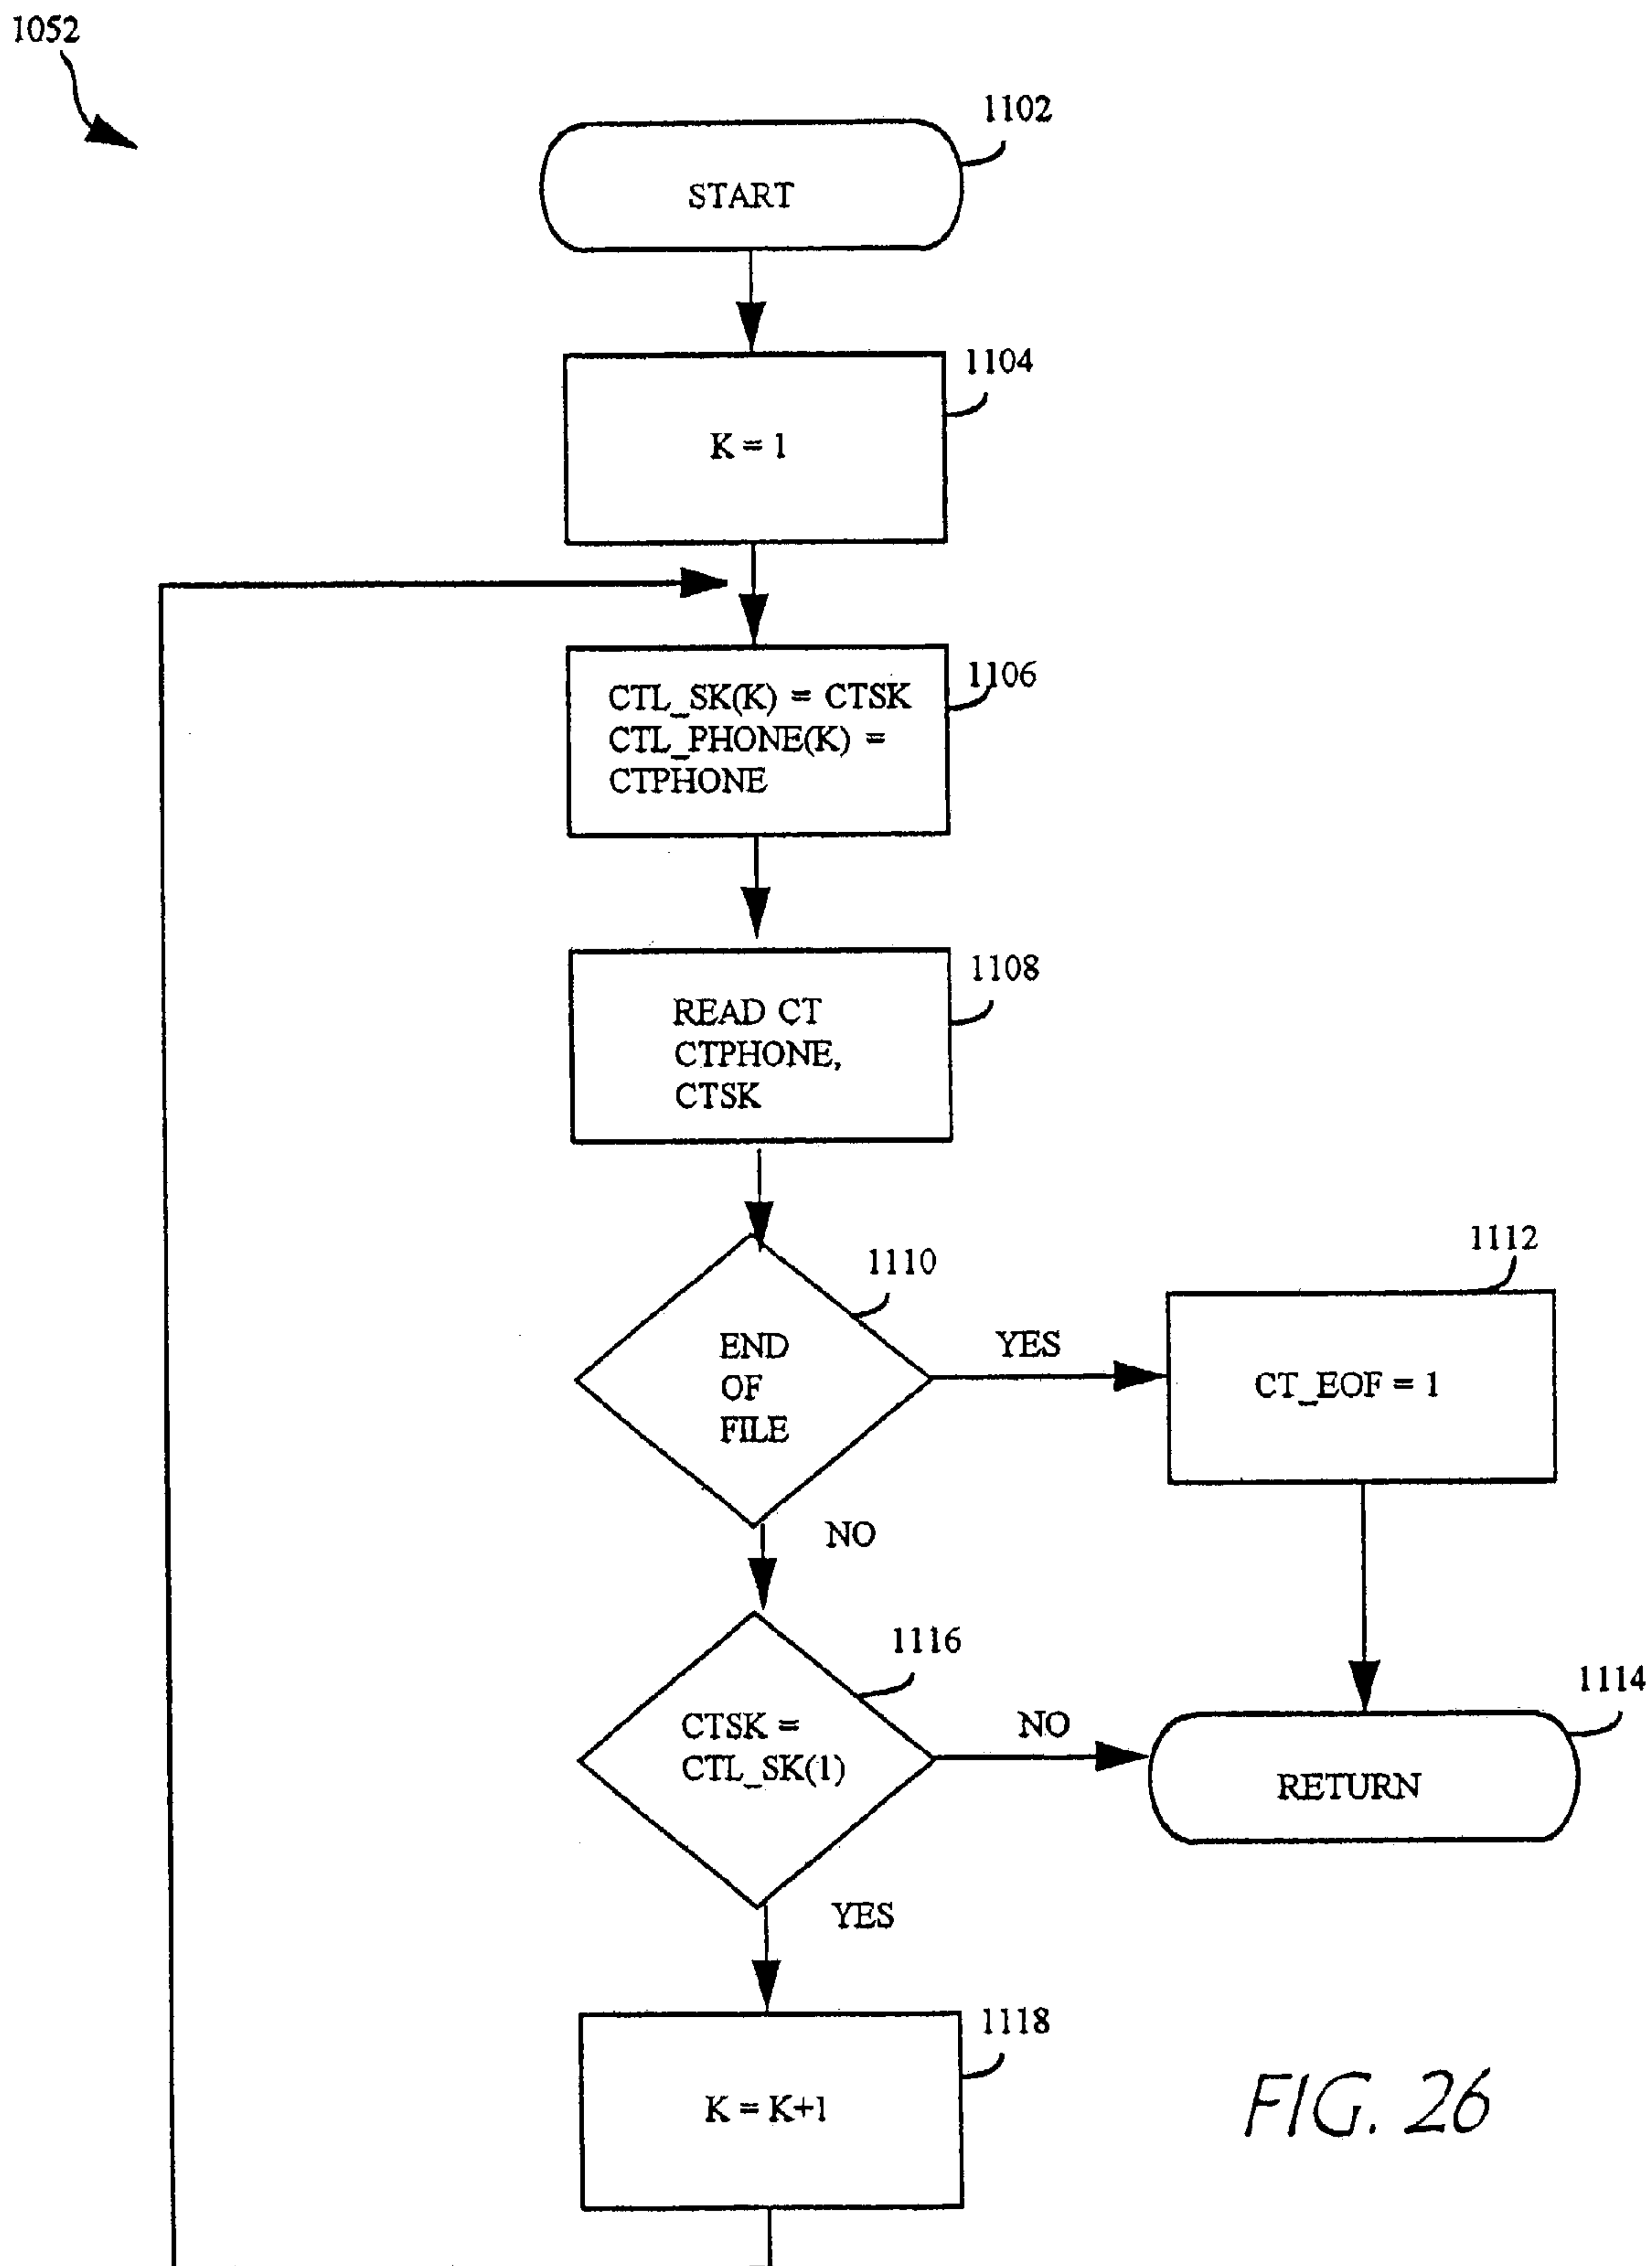 1052
1102
START
1104
K = 1
1106
CTL_SK(K) = CTSK
CTL_PHONE(K) =
CTPHONE
1108
READ CT
CTPHONE,
CTSK
1110
END
OF
FILE
YES
1112
CT_EOF = 1
NO
1116
CTSK =
CTL_SK(1)
NO
1114
RETURN
YES
1118
K = K+1
FIG. 26